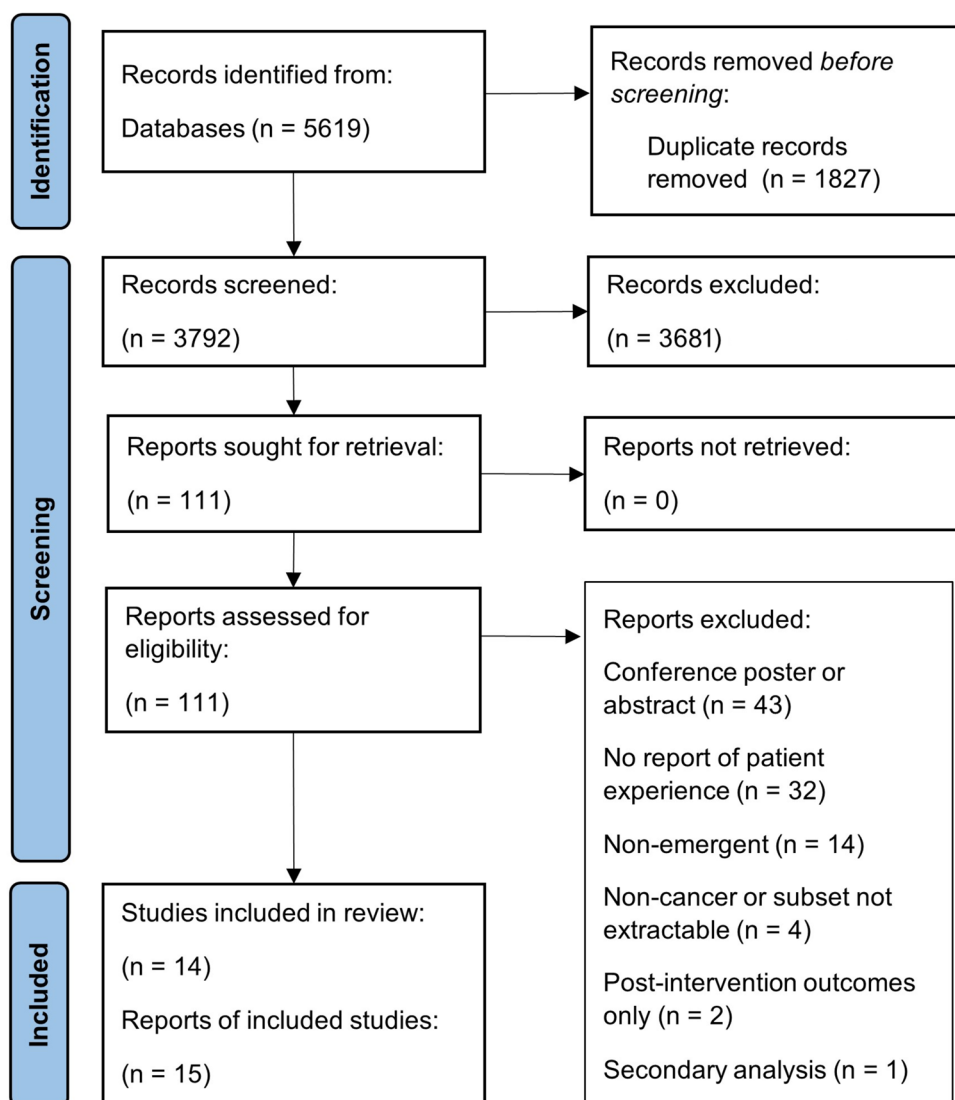 Identification
Records identified from:
Databases (n = 5619)
Records removed before
screening:
Duplicate records
removed (n = 1827)
Screening
Records screened:
(n = 3792)
Records excluded:
(n = 3681)
Reports sought for retrieval:
(n = 111)
Reports not retrieved:
(n = 0)
Reports assessed for
eligibility:
(n = 111)
Reports excluded:
Conference poster or
abstract (n = 43)
No report of patient
experience (n = 32)
Non-emergent (n = 14)
Non-cancer or subset not
extractable (n = 4)
Post-intervention outcomes
only (n = 2)
Secondary analysis (n = 1)
Included
Studies included in review:
(n = 14)
Reports of included studies:
(n = 15)